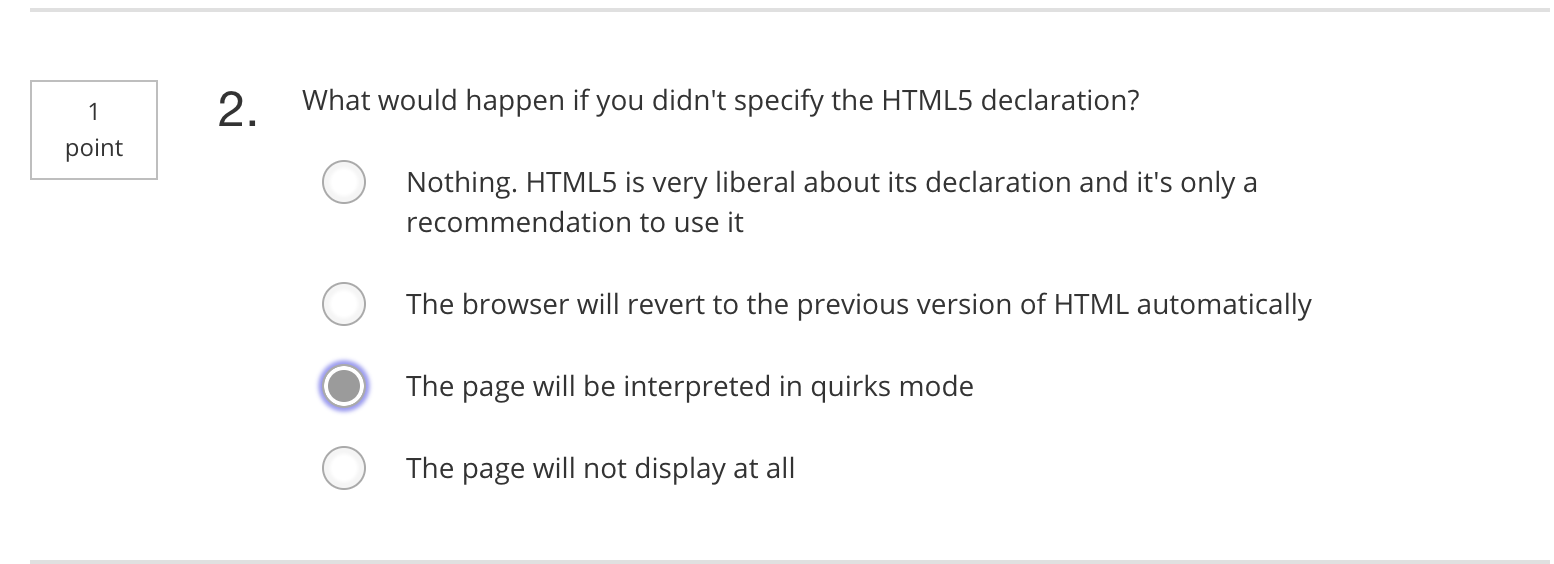 1
point
2.
What would happen if you didn't specify the HTML5 declaration?
Nothing. HTML5 is very liberal about its declaration and it's only a
recommendation to use it
The browser will revert to the previous version of HTML automatically
The page will be interpreted in quirks mode
The page will not display at all